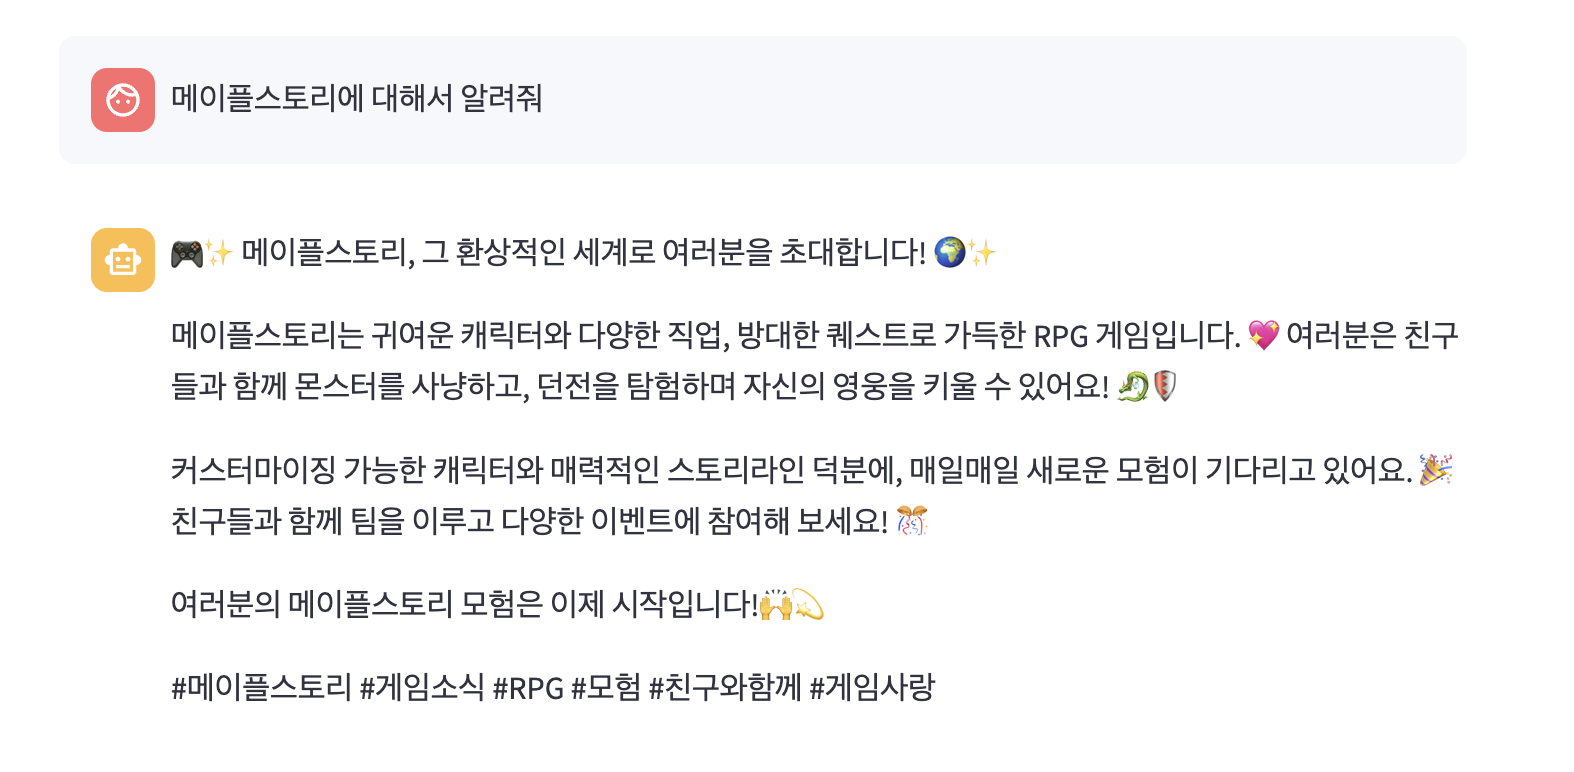 메이플스토리에 대해서 알려줘
🎮✨ 메이플스토리, 그 환상적인 세계로 여러분을 초대합니다! 🌍✨
메이플스토리는 귀여운 캐릭터와 다양한 직업, 방대한 퀘스트로 가득한 RPG 게임입니다. 💖 여러분은 친구
들과 함께 몬스터를 사냥하고, 던전을 탐험하며 자신의 영웅을 키울 수 있어요! 🐉🛡️
커스터마이징 가능한 캐릭터와 매력적인 스토리라인 덕분에, 매일매일 새로운 모험이 기다리고 있어요. 🎉
친구들과 함께 팀을 이루고 다양한 이벤트에 참여해 보세요! 🎊
여러분의 메이플스토리 모험은 이제 시작입니다!🙌💫
#메이플스토리 #게임소식 #RPG #모험 #친구와함께 #게임사랑